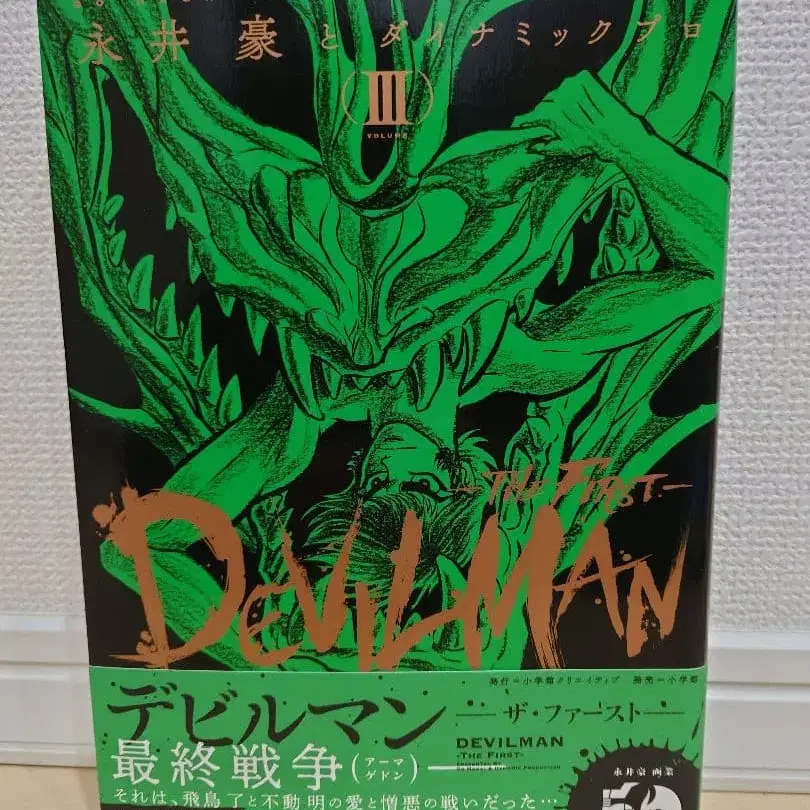 永井豪とダイナミックプロ
III
VOLUME
THE FIRST
DEVILMAN
発行=小学館クリエイティブ 発売=小学館
デビルマン
ザ・ファースト
DEVILMAN
-THE FIRST-
最終戦争(アーマゲドン)
永井豪 画業
50
それは、飛鳥了と不動明の愛と憎悪の戦いだった…